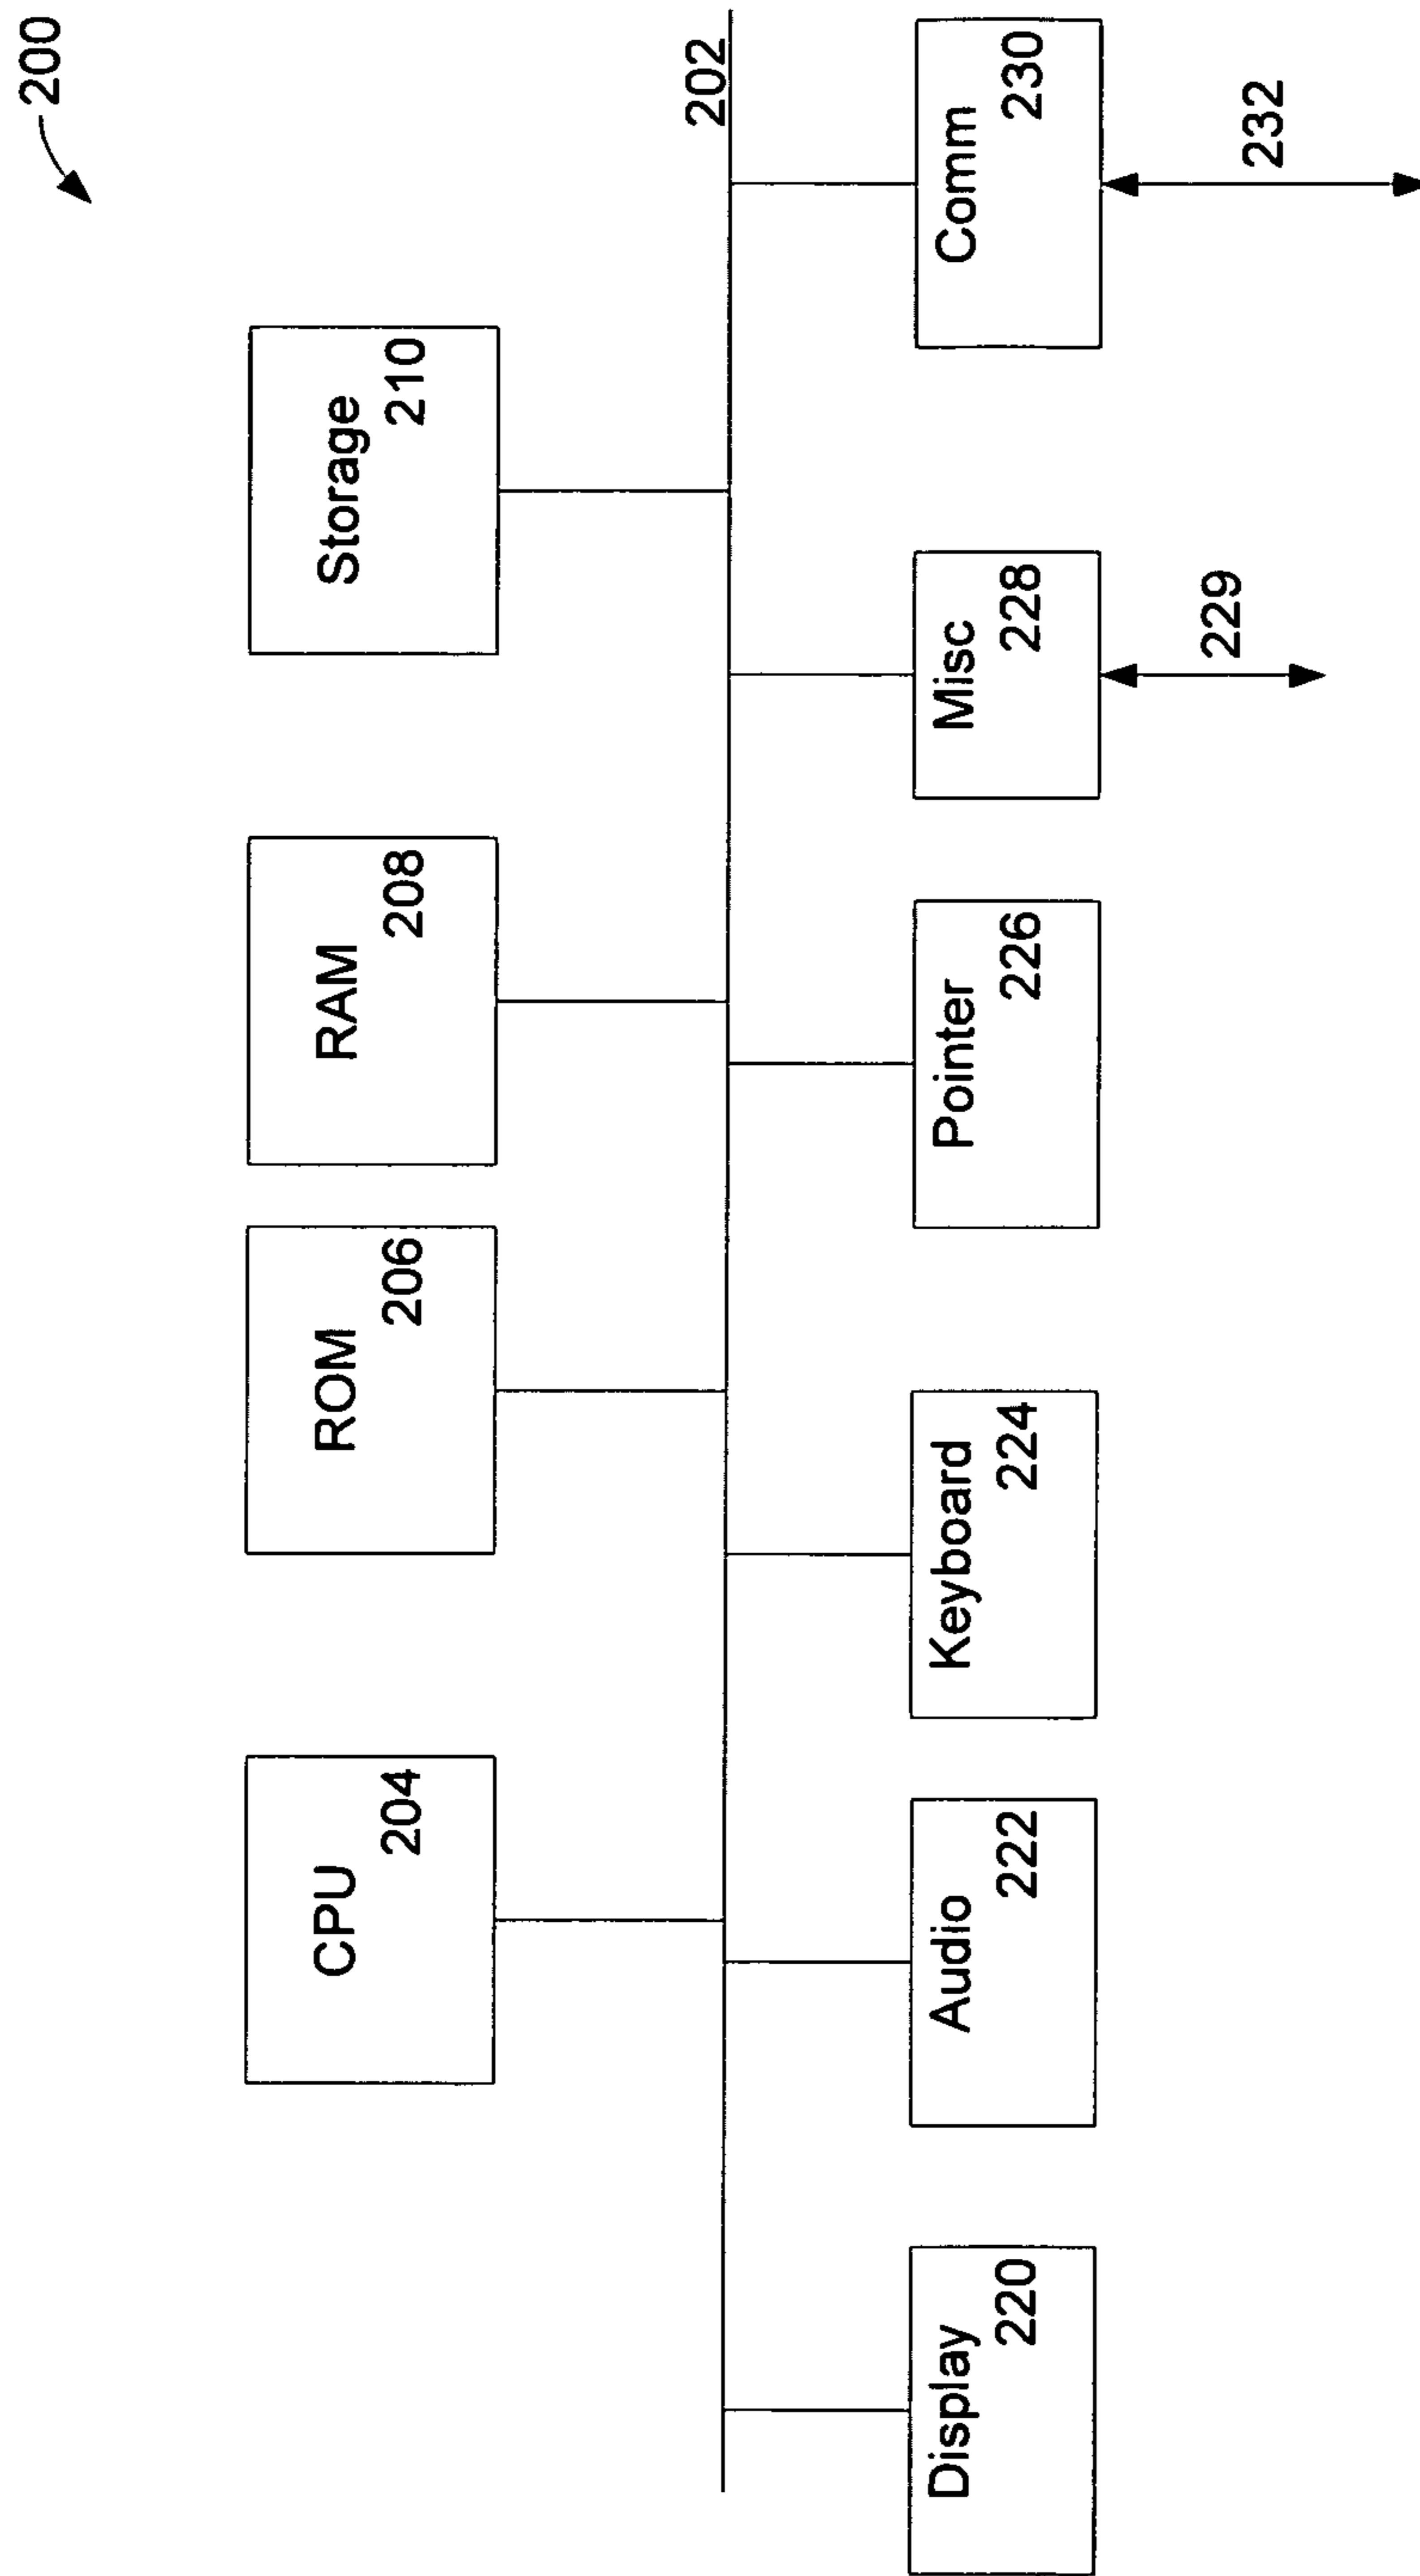 200
CPU
204
ROM
206
RAM
208
Storage
210
202
Display
220
Audio
222
Keyboard
224
Pointer
226
Misc
228
Comm
230
229
232